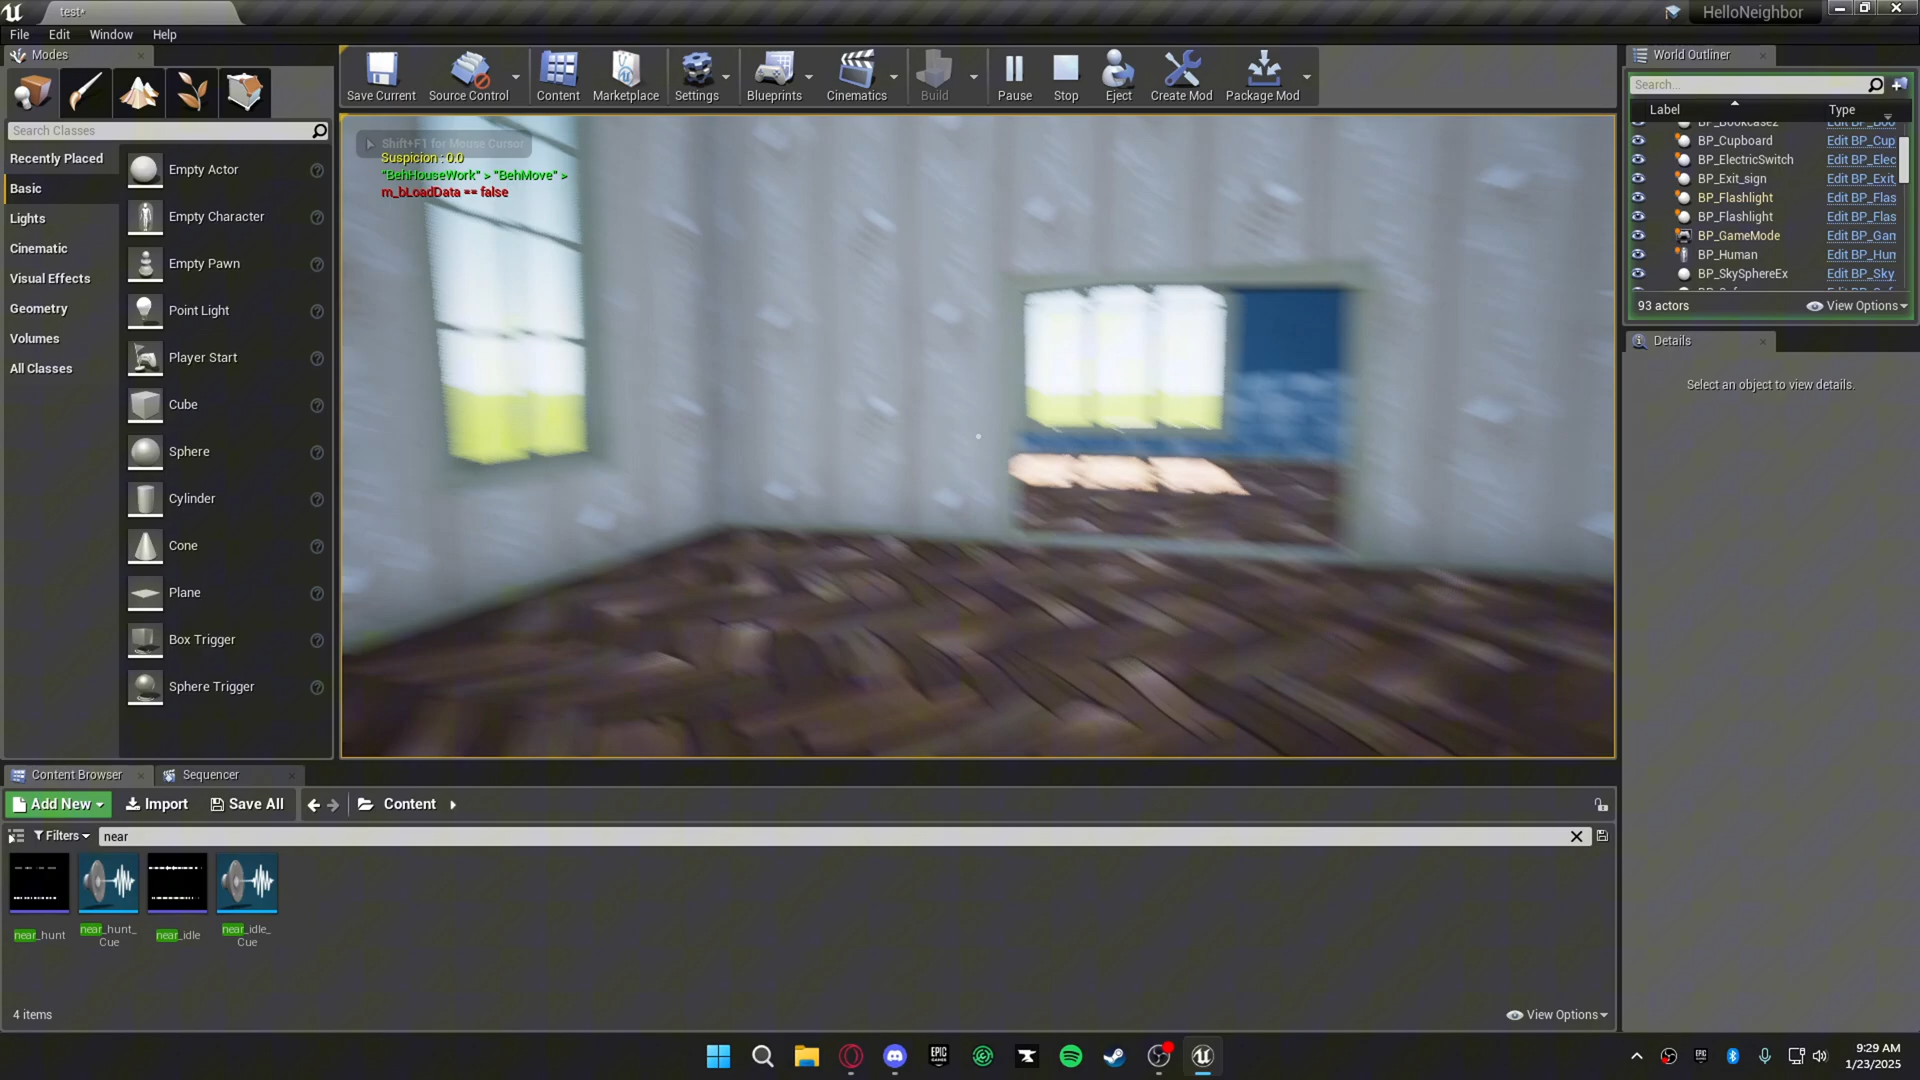 test*
HelloNeighbor
File Edit Window Help
Modes
Search Classes
Recently Placed
Basic
Lights
Cinematic
Visual Effects
Geometry
Volumes
All Classes
Empty Actor
Empty Character
Empty Pawn
Point Light
Player Start
Cube
Sphere
Cylinder
Cone
Plane
Box Trigger
Sphere Trigger
Save Current Source Control Content Marketplace Settings Blueprints Cinematics Build Pause Stop Eject Create Mod Package Mod
Shift+F1 for Mouse Cursor
Suspicion : 0.0
"BehHouseWork" > "BehMove" >
m_bLoadData == false
World Outliner
Search...
Label Type
BP_Bookcase2 Edit BP_Boo
BP_Cupboard Edit BP_Cup
BP_ElectricSwitch Edit BP_Elec
BP_Exit_sign Edit BP_Exit_
BP_Flashlight Edit BP_Flas
BP_Flashlight Edit BP_Flas
BP_GameMode Edit BP_Gam
BP_Human Edit BP_Hum
BP_SkySphereEx Edit BP_Sky
93 actors View Options
Details
Select an object to view details.
Content Browser Sequencer
Add New Import Save All Content
Filters near
near_hunt
near_hunt_
Cue
near_idle
near_idle_
Cue
4 items View Options
EPIC
GAMES
9:29 AM
1/23/2025